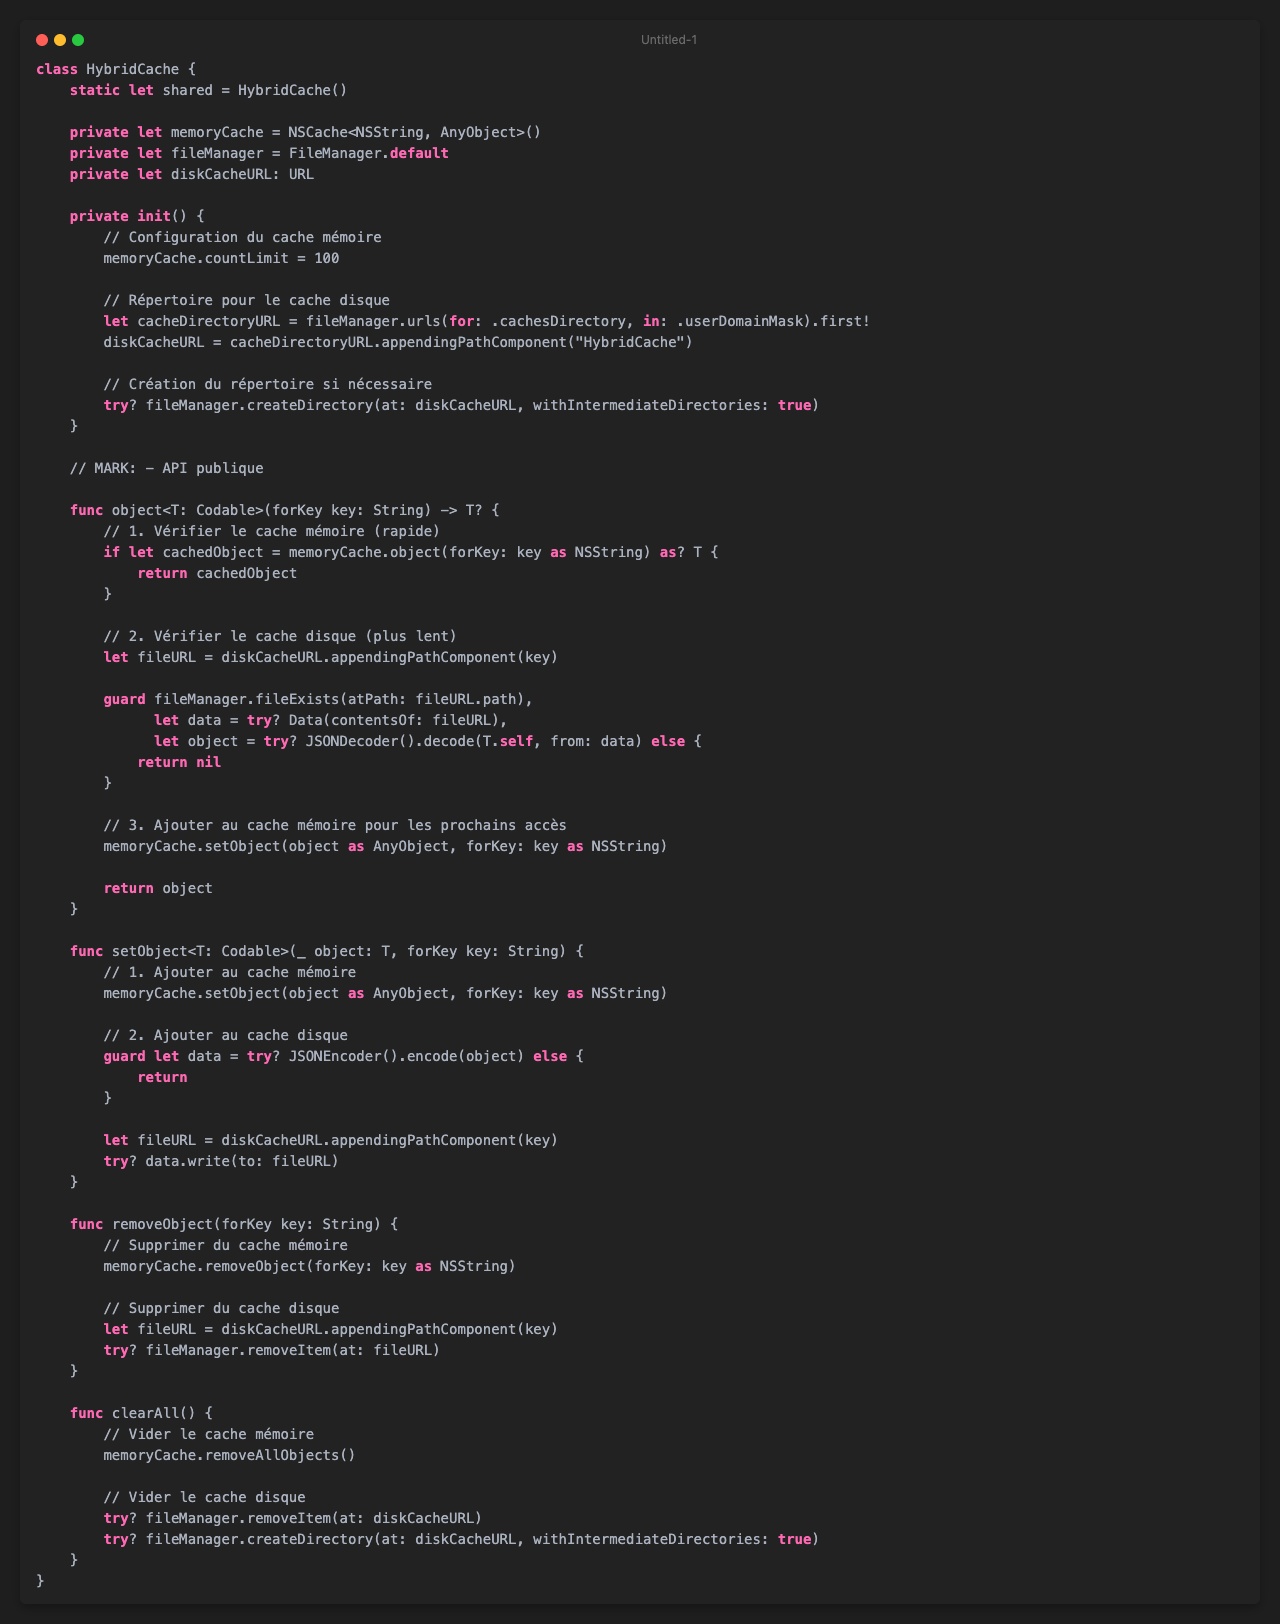 Untitled-1
class HybridCache {
    static let shared = HybridCache()

    private let memoryCache = NSCache<NSString, AnyObject>()
    private let fileManager = FileManager.default
    private let diskCacheURL: URL

    private init() {
        // Configuration du cache mémoire
        memoryCache.countLimit = 100

        // Répertoire pour le cache disque
        let cacheDirectoryURL = fileManager.urls(for: .cachesDirectory, in: .userDomainMask).first!
        diskCacheURL = cacheDirectoryURL.appendingPathComponent("HybridCache")

        // Création du répertoire si nécessaire
        try? fileManager.createDirectory(at: diskCacheURL, withIntermediateDirectories: true)
    }

    // MARK: - API publique

    func object<T: Codable>(forKey key: String) -> T? {
        // 1. Vérifier le cache mémoire (rapide)
        if let cachedObject = memoryCache.object(forKey: key as NSString) as? T {
            return cachedObject
        }

        // 2. Vérifier le cache disque (plus lent)
        let fileURL = diskCacheURL.appendingPathComponent(key)

        guard fileManager.fileExists(atPath: fileURL.path),
              let data = try? Data(contentsOf: fileURL),
              let object = try? JSONDecoder().decode(T.self, from: data) else {
            return nil
        }

        // 3. Ajouter au cache mémoire pour les prochains accès
        memoryCache.setObject(object as AnyObject, forKey: key as NSString)

        return object
    }

    func setObject<T: Codable>(_ object: T, forKey key: String) {
        // 1. Ajouter au cache mémoire
        memoryCache.setObject(object as AnyObject, forKey: key as NSString)

        // 2. Ajouter au cache disque
        guard let data = try? JSONEncoder().encode(object) else {
            return
        }

        let fileURL = diskCacheURL.appendingPathComponent(key)
        try? data.write(to: fileURL)
    }

    func removeObject(forKey key: String) {
        // Supprimer du cache mémoire
        memoryCache.removeObject(forKey: key as NSString)

        // Supprimer du cache disque
        let fileURL = diskCacheURL.appendingPathComponent(key)
        try? fileManager.removeItem(at: fileURL)
    }

    func clearAll() {
        // Vider le cache mémoire
        memoryCache.removeAllObjects()

        // Vider le cache disque
        try? fileManager.removeItem(at: diskCacheURL)
        try? fileManager.createDirectory(at: diskCacheURL, withIntermediateDirectories: true)
    }
}